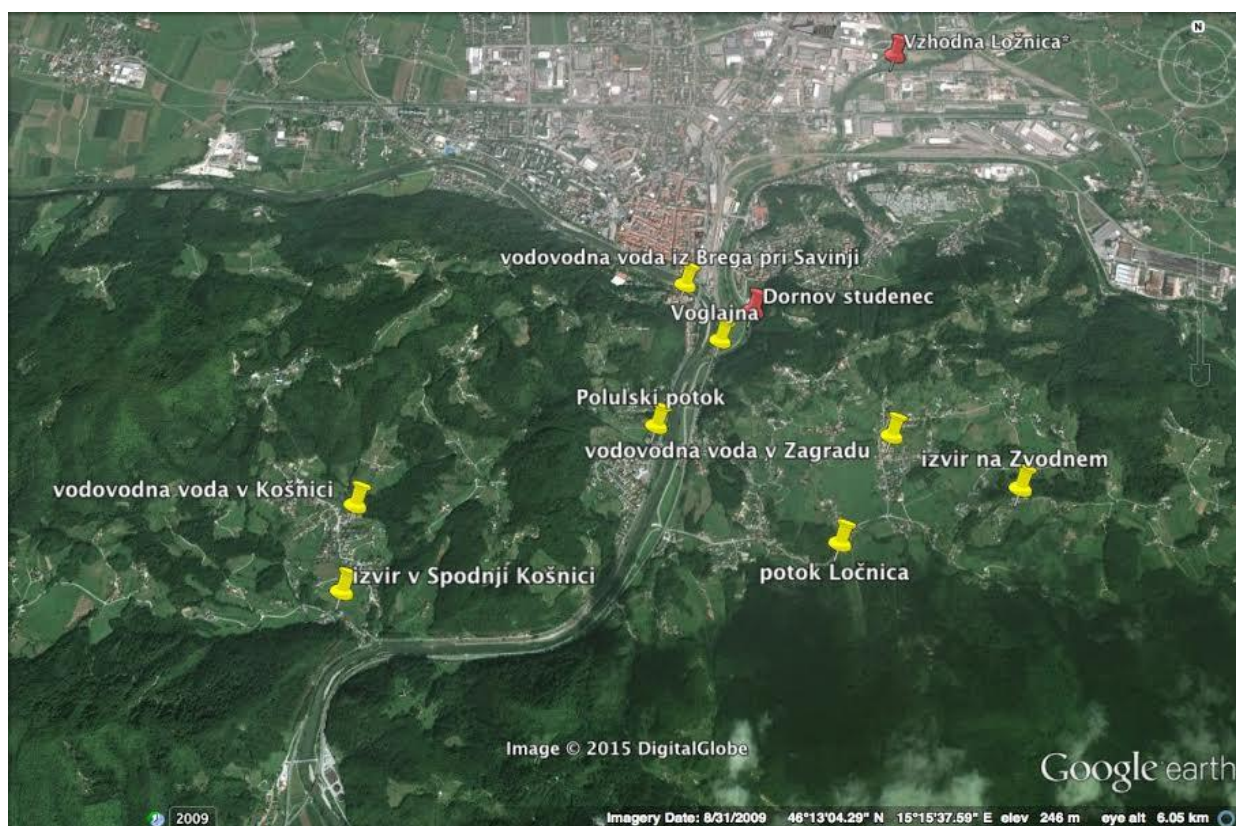 N
Vzhodna Ložnica*
vodovodna voda iz Brega pri Savinji
Dornov studenec
Voglajna
Polulski potok
vodovodna voda v Zagradu
izvir na Zvodnem
vodovodna voda v Košnici
izvir v Spodnji Košnici
potok Ločnica
Image © 2015 DigitalGlobe
Google earth
2009
Imagery Date: 8/31/2009 46°13'04.29" N 15°15'37.59" E elev 246 m eye alt 6.05 km